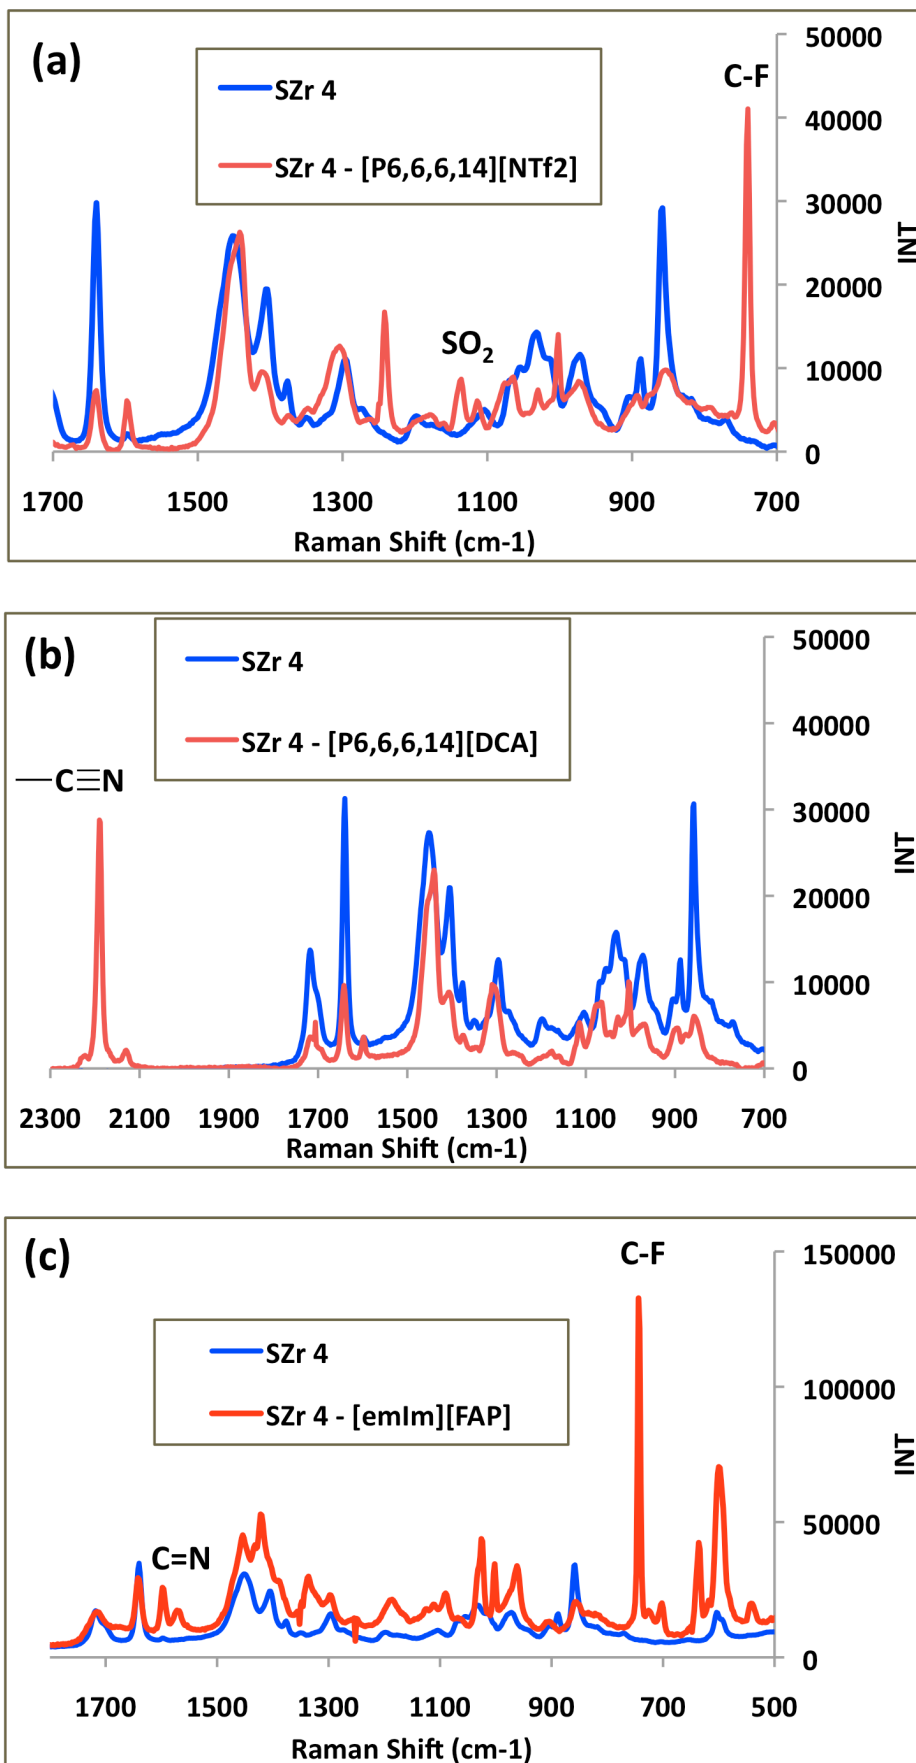 (a)
SZr 4
SZr 4 - [P6,6,6,14][NTf2]
C-F
SO2
50000
40000
30000
20000
10000
0
INT
1700 1500 1300 1100 900 700
Raman Shift (cm-1)
(b)
SZr 4
SZr 4 - [P6,6,6,14][DCA]
—C≡N
50000
40000
30000
20000
10000
0
INT
2300 2100 1900 1700 1500 1300 1100 900 700
Raman Shift (cm-1)
(c)
SZr 4
SZr 4 - [emIm][FAP]
C-F
C=N
150000
100000
50000
0
INT
1700 1500 1300 1100 900 700 500
Raman Shift (cm-1)